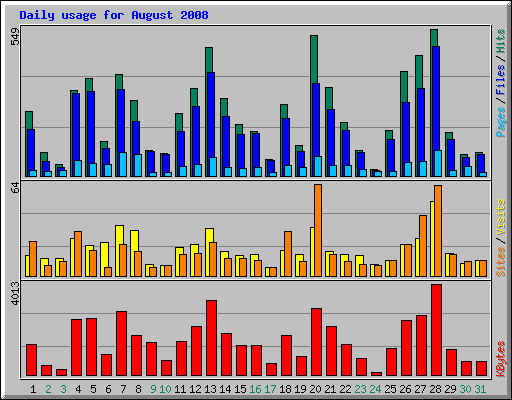 Daily usage for August 2008
549
Pages / Files / Hits
64
Sites / Visits
4013
KBytes
1 2 3 4 5 6 7 8 9 10 11 12 13 14 15 16 17 18 19 20 21 22 23 24 25 26 27 28 29 30 31